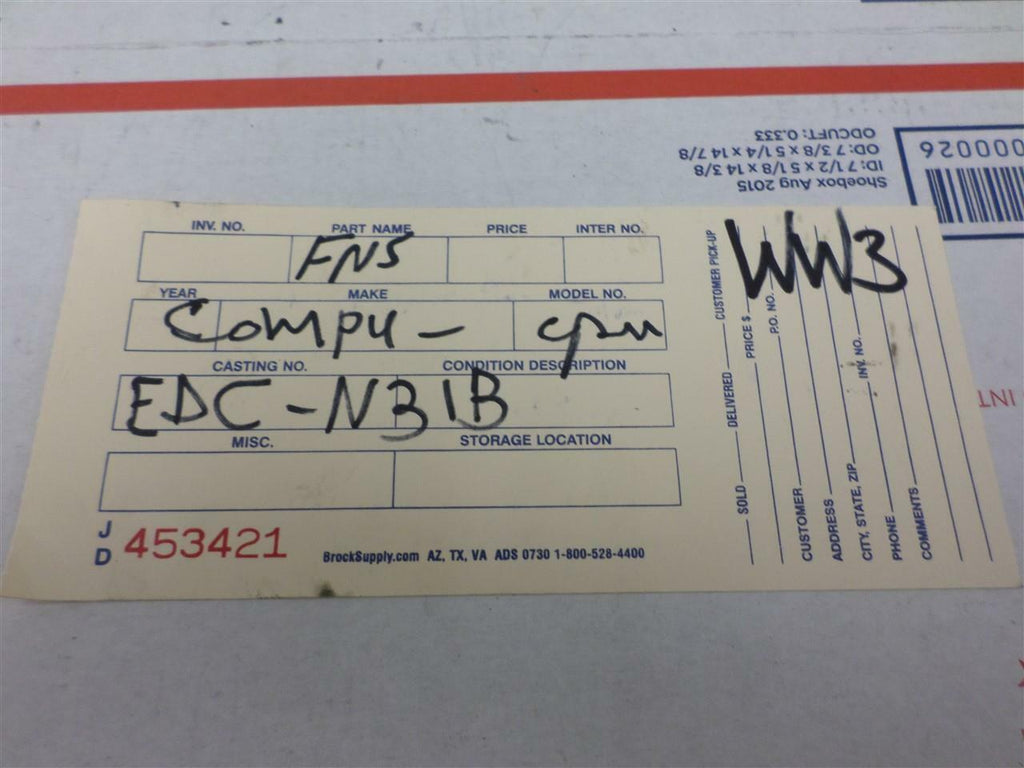 ODCUFT: 0.333
OD: 7 3/8 x 5 1/4 x 14 7/8
ID: 7 1/2 x 5 1/8 x 14 3/8
Shoebox Aug 2015
000026
INV. NO. PART NAME PRICE INTER NO.
FNS
YEAR MAKE MODEL NO.
Compu - cpu
CASTING NO. CONDITION DESCRIPTION
EDC-N31B
MISC. STORAGE LOCATION
JD 453421
BrockSupply.com AZ, TX, VA ADS 0730 1-800-528-4400
WW3
SOLD DELIVERED CUSTOMER PICK-UP
PRICE $
P.O. NO.
CUSTOMER
ADDRESS
CITY, STATE, ZIP INV. NO.
PHONE
COMMENTS
INT